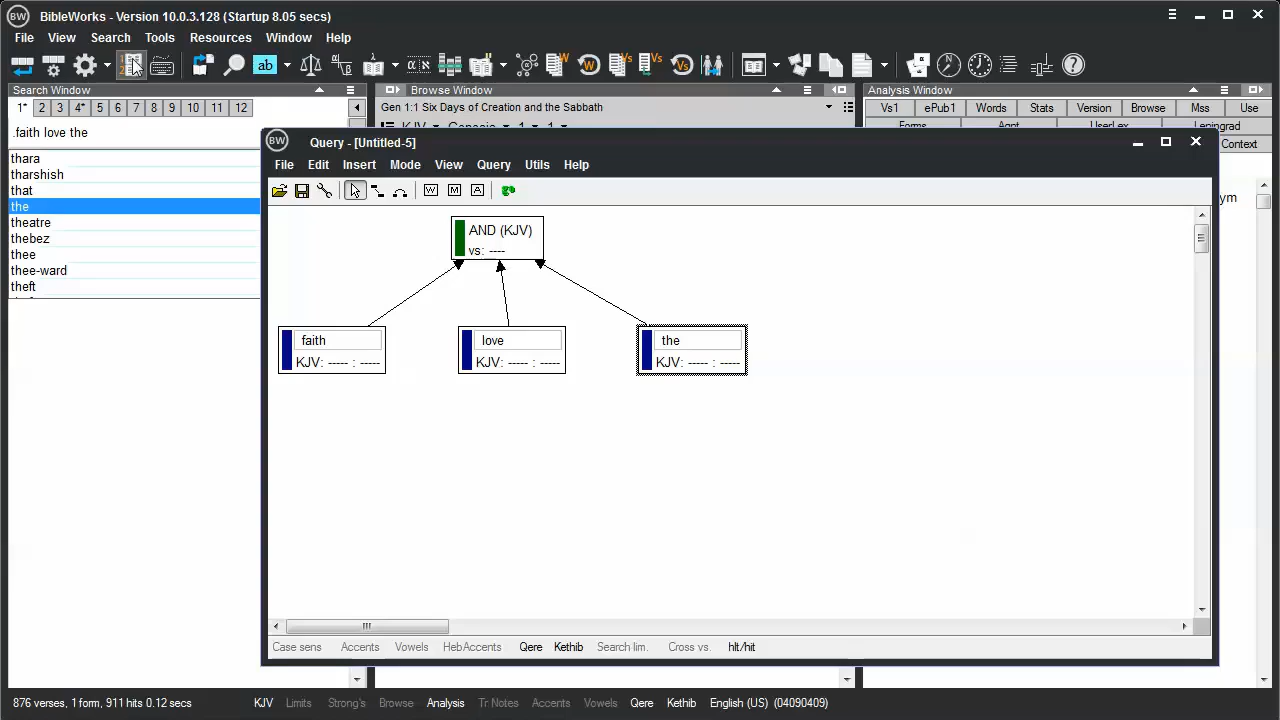 BW BibleWorks - Version 10.0.3.128 (Startup 8.05 secs)
File View Search Tools Resources Window Help
Search Window
Browse Window
Analysis Window
1* 2 3 4* 5 6 7 8 9 10 11 12
Gen 1:1 Six Days of Creation and the Sabbath
Vs1 ePub1 Words Stats Version Browse Mss Use
Leningrad
Context
.faith love the
thara
tharshish
that
the
theatre
thebez
thee
thee-ward
theft
BW Query - [Untitled-5]
File Edit Insert Mode View Query Utils Help
W M A
AND (KJV)
vs: ----
faith
KJV: ----- : -----
love
KJV: ----- : -----
the
KJV: ----- : -----
Case sens Accents Vowels HebAccents Qere Kethib Search lim. Cross vs. hlt/hit
876 verses, 1 form, 911 hits 0.12 secs KJV Limits Strong's Browse Analysis Tr.Notes Accents Vowels Qere Kethib English (US) (04090409)